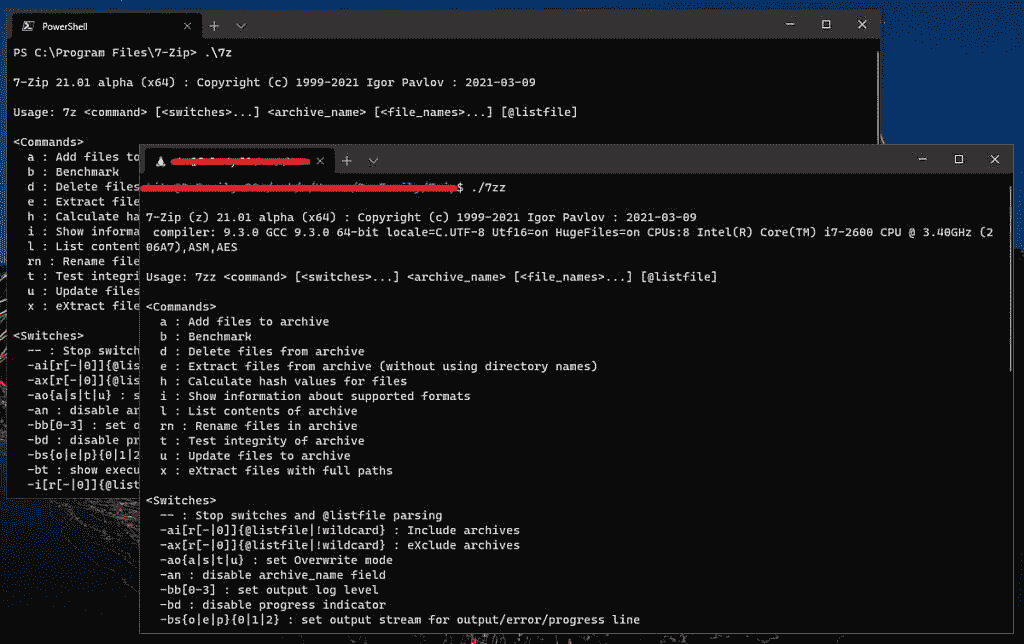 PowerShell
PS C:\Program Files\7-Zip> .\7z
7-Zip 21.01 alpha (x64) : Copyright (c) 1999-2021 Igor Pavlov : 2021-03-09
Usage: 7z <command> [<switches>...] <archive_name> [<file_names>...] [@listfile]
<Commands>
a : Add files to
b : Benchmark
d : Delete files
e : Extract file
h : Calculate ha
i : Show informa
l : List content
rn : Rename file
t : Test integri
u : Update files
x : eXtract file
<Switches>
-- : Stop switch
-ai[r[-|0]]{@lis
-ax[r[-|0]]{@lis
-ao{a|s|t|u} : s
-an : disable ar
-bb[0-3] : set o
-bd : disable pr
-bs{o|e|p}{0|1|2
-bt : show execu
-i[r[-|0]]{@list
$ ./7zz
7-Zip (z) 21.01 alpha (x64) : Copyright (c) 1999-2021 Igor Pavlov : 2021-03-09
compiler: 9.3.0 GCC 9.3.0 64-bit locale=C.UTF-8 Utf16=on HugeFiles=on CPUs:8 Intel(R) Core(TM) i7-2600 CPU @ 3.40GHz (2
06A7),ASM,AES
Usage: 7zz <command> [<switches>...] <archive_name> [<file_names>...] [@listfile]
<Commands>
a : Add files to archive
b : Benchmark
d : Delete files from archive
e : Extract files from archive (without using directory names)
h : Calculate hash values for files
i : Show information about supported formats
l : List contents of archive
rn : Rename files in archive
t : Test integrity of archive
u : Update files to archive
x : eXtract files with full paths
<Switches>
-- : Stop switches and @listfile parsing
-ai[r[-|0]]{@listfile|!wildcard} : Include archives
-ax[r[-|0]]{@listfile|!wildcard} : eXclude archives
-ao{a|s|t|u} : set Overwrite mode
-an : disable archive_name field
-bb[0-3] : set output log level
-bd : disable progress indicator
-bs{o|e|p}{0|1|2} : set output stream for output/error/progress line